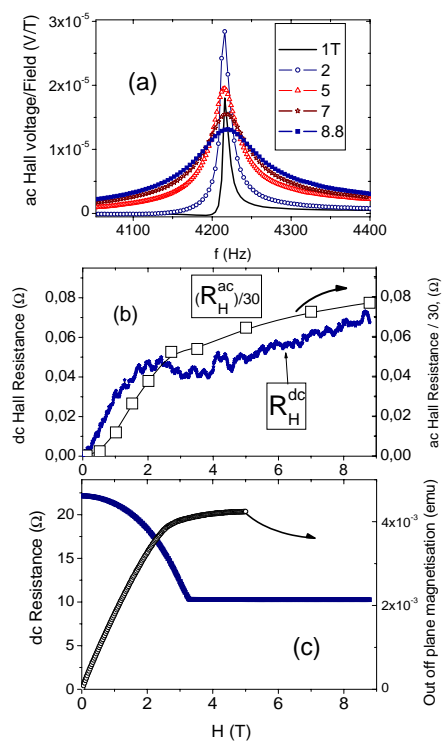 ac Hall voltage/Field (V/T)
3x10⁻⁵
2x10⁻⁵
1x10⁻⁵
0
(a)
1T
2
5
7
8.8
4100 4200 4300 4400
f (Hz)
dc Hall Resistance (Ω)
0,08
0,06
0,04
0,02
0,00
(b)
(R_H^ac)/30
R_H^dc
0,08
0,06
0,04
0,02
0,00
ac Hall Resistance / 30, (Ω)
0 2 4 6 8
dc Resistance (Ω)
20
15
10
5
0
(c)
4x10⁻³
2x10⁻³
0
Out off plane magnetisation (emu)
0 2 4 6 8
H (T)